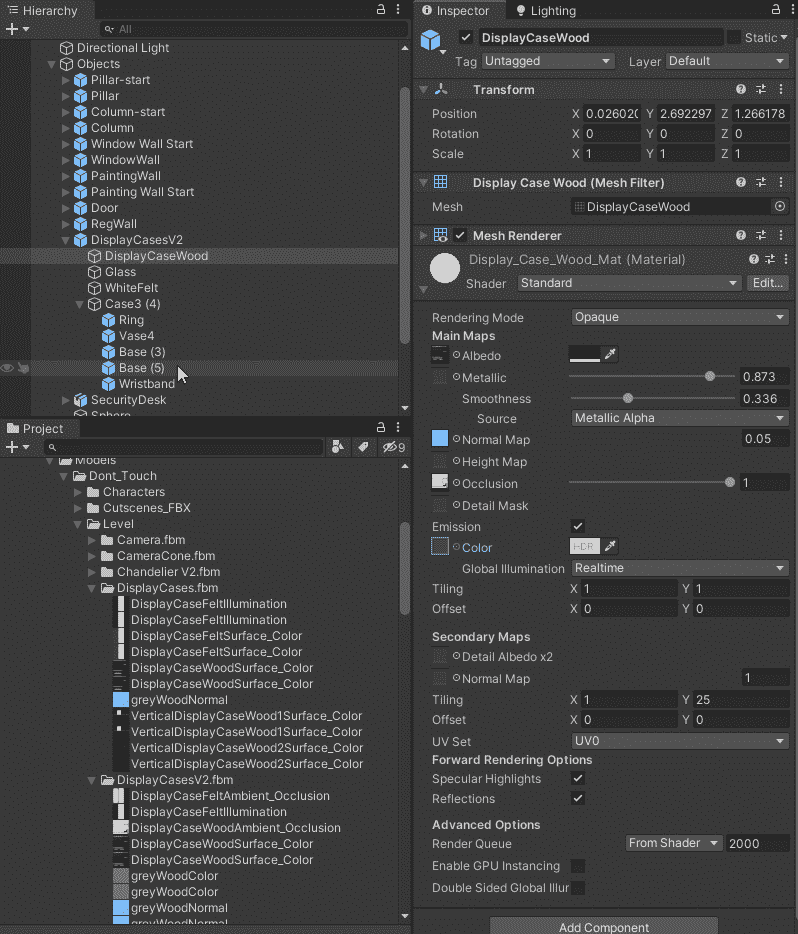 Hierarchy
All
Directional Light
Objects
Pillar-start
Pillar
Column-start
Column
Window Wall Start
WindowWall
PaintingWall
Painting Wall Start
Door
RegWall
DisplayCasesV2
DisplayCaseWood
Glass
WhiteFelt
Case3 (4)
Ring
Vase4
Base (3)
Base (5)
Wristband
SecurityDesk
Sphere
Project
9
Models
Dont_Touch
Characters
Cutscenes_FBX
Level
Camera.fbm
CameraCone.fbm
Chandelier V2.fbm
DisplayCases.fbm
DisplayCaseFeltIllumination
DisplayCaseFeltIllumination
DisplayCaseFeltSurface_Color
DisplayCaseFeltSurface_Color
DisplayCaseWoodSurface_Color
DisplayCaseWoodSurface_Color
greyWoodNormal
VerticalDisplayCaseWood1Surface_Color
VerticalDisplayCaseWood1Surface_Color
VerticalDisplayCaseWood2Surface_Color
VerticalDisplayCaseWood2Surface_Color
DisplayCasesV2.fbm
DisplayCaseFeltAmbient_Occlusion
DisplayCaseFeltIllumination
DisplayCaseWoodAmbient_Occlusion
DisplayCaseWoodSurface_Color
DisplayCaseWoodSurface_Color
greyWoodColor
greyWoodColor
greyWoodNormal
greyWoodNormal
Inspector Lighting
DisplayCaseWood Static
Tag Untagged Layer Default
Transform
Position X 0.026020 Y 2.692297 Z 1.266178
Rotation X 0 Y 0 Z 0
Scale X 1 Y 1 Z 1
Display Case Wood (Mesh Filter)
Mesh DisplayCaseWood
Mesh Renderer
Display_Case_Wood_Mat (Material)
Shader Standard Edit...
Rendering Mode Opaque
Main Maps
Albedo
Metallic 0.873
Smoothness 0.336
Source Metallic Alpha
Normal Map 0.05
Height Map
Occlusion 1
Detail Mask
Emission
Color HDR
Global Illumination Realtime
Tiling X 1 Y 1
Offset X 0 Y 0
Secondary Maps
Detail Albedo x2
Normal Map 1
Tiling X 1 Y 25
Offset X 0 Y 0
UV Set UV0
Forward Rendering Options
Specular Highlights
Reflections
Advanced Options
Render Queue From Shader 2000
Enable GPU Instancing
Double Sided Global Illur
Add Component